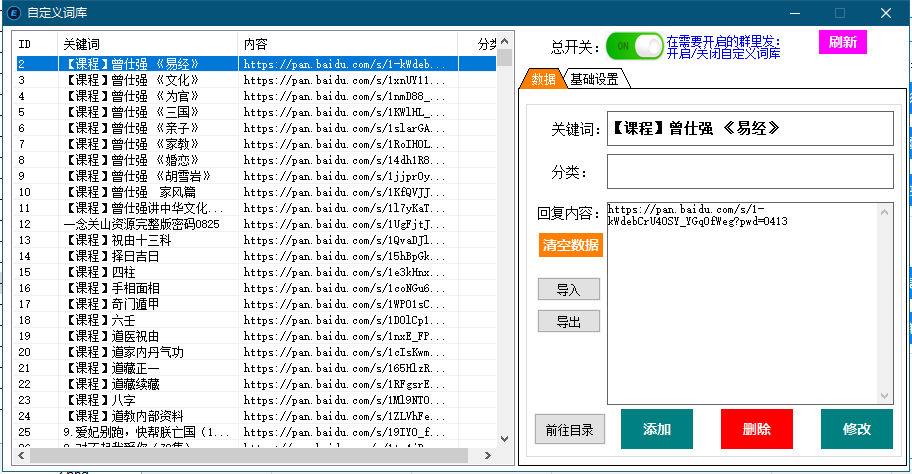 自定义词库
ID 关键词 内容 分类
2 【课程】曾仕强 《易经》 https://pan.baidu.com/s/1-kWdeb...
3 【课程】曾仕强 《文化》 https://pan.baidu.com/s/1xnUY11...
4 【课程】曾仕强 《为官》 https://pan.baidu.com/s/1nmD88_...
5 【课程】曾仕强 《三国》 https://pan.baidu.com/s/1KWlHL_...
6 【课程】曾仕强 《亲子》 https://pan.baidu.com/s/1slarGA...
7 【课程】曾仕强 《家教》 https://pan.baidu.com/s/1RoIHOL...
8 【课程】曾仕强 《婚恋》 https://pan.baidu.com/s/14dh1R8...
9 【课程】曾仕强 《胡雪岩》 https://pan.baidu.com/s/1jjprOy...
10 【课程】曾仕强 家风篇 https://pan.baidu.com/s/1KfQVJJ...
11 【课程】曾仕强讲中华文化... https://pan.baidu.com/s/1l7yKaT...
12 一念关山资源完整版密码0825 https://pan.baidu.com/s/1UgFjtJ...
13 【课程】祝由十三科 https://pan.baidu.com/s/1QvaDJl...
14 【课程】择日吉日 https://pan.baidu.com/s/15hBpGk...
15 【课程】四柱 https://pan.baidu.com/s/1e3kHnx...
16 【课程】手相面相 https://pan.baidu.com/s/1coNGu6...
17 【课程】奇门遁甲 https://pan.baidu.com/s/1WPO1sC...
18 【课程】六壬 https://pan.baidu.com/s/1DOlCp1...
19 【课程】道医祝由 https://pan.baidu.com/s/1nxE_FP...
20 【课程】道家内丹气功 https://pan.baidu.com/s/1cIsKwm...
21 【课程】道藏正一 https://pan.baidu.com/s/165HlzR...
22 【课程】道藏续藏 https://pan.baidu.com/s/1RFgsrE...
23 【课程】八字 https://pan.baidu.com/s/1Ml9NTO...
24 【课程】道教内部资料 https://pan.baidu.com/s/1ZLVhFe...
25 9.爱妃别跑，快帮朕亡国（1... https://pan.baidu.com/s/19IYO_f...
总开关： ON
在需要开启的群里发：
开启/关闭自定义词库
刷新
数据 基础设置
关键词： 【课程】曾仕强 《易经》
分类：
回复内容： https://pan.baidu.com/s/1-
kWdebCrU4OSY_YGqOfWeg?pwd=0413
清空数据
导入
导出
前往目录 添加 删除 修改